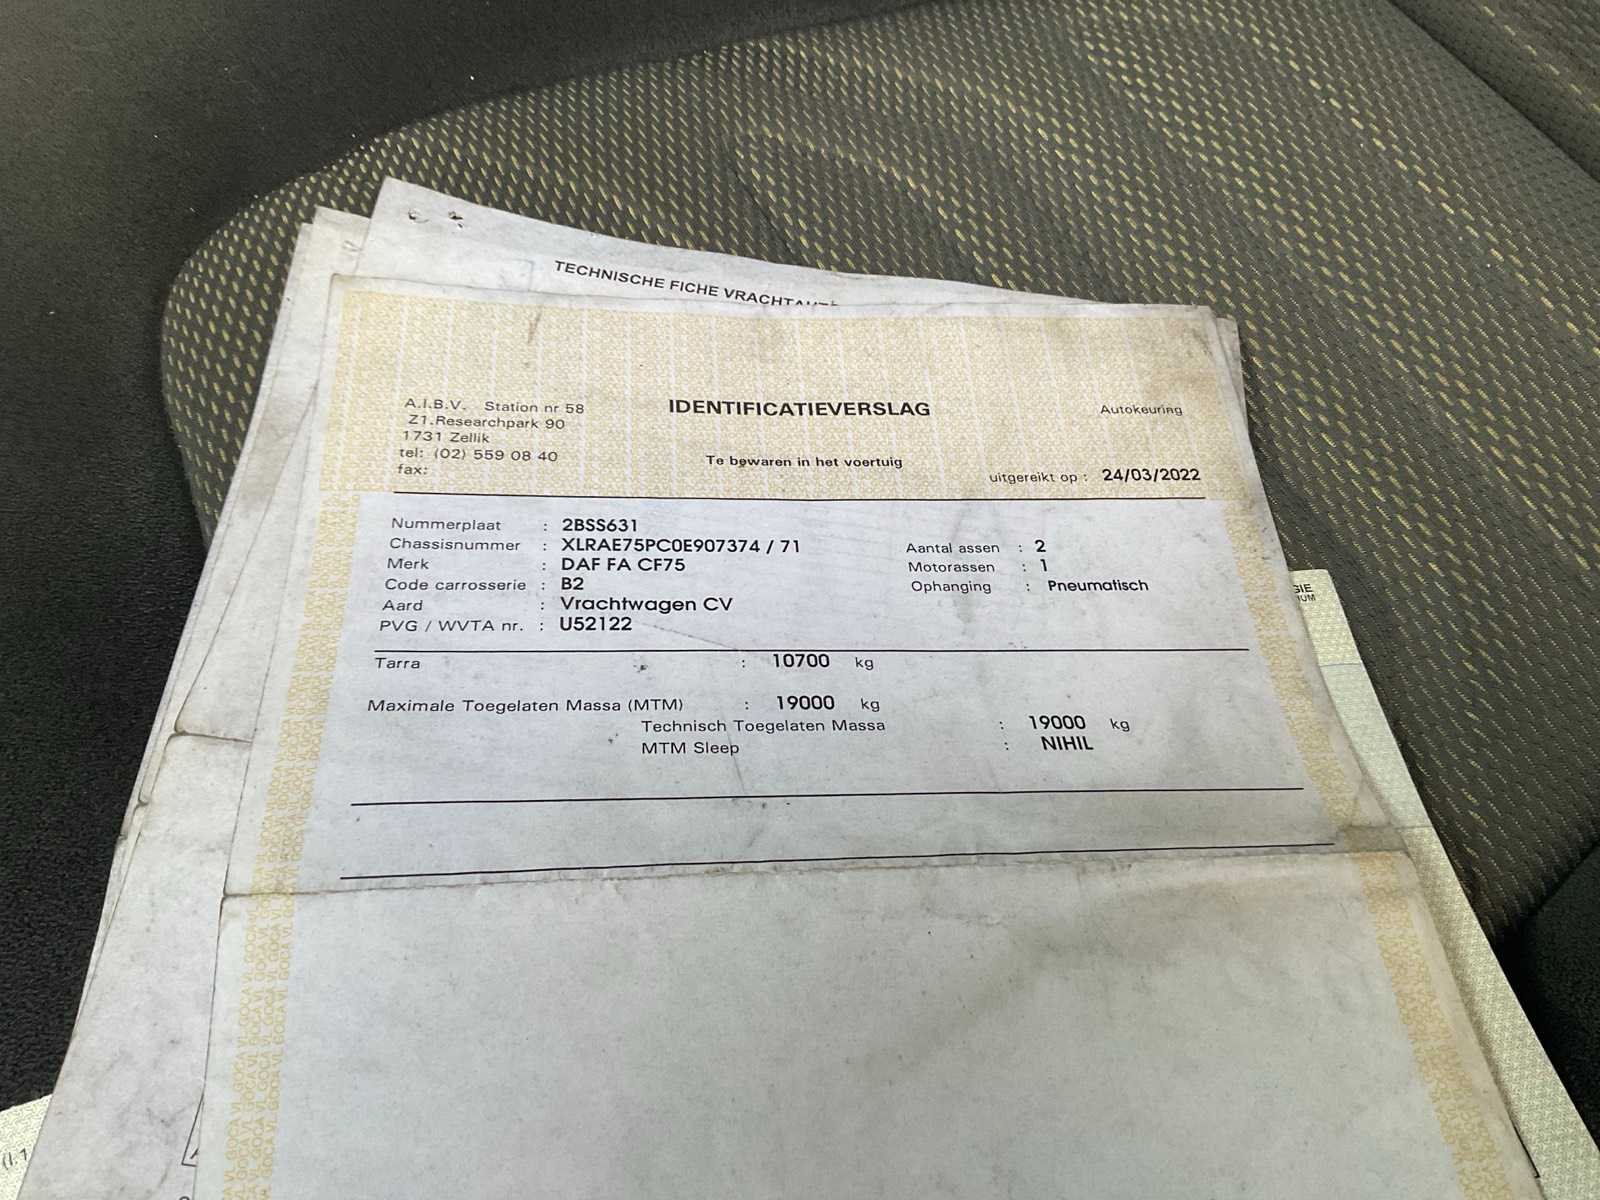 TECHNISCHE FICHE
A.I.B.V. Station nr 58
Z1.Researchpark 90
1731 Zellik
tel: (02) 559 08 40
fax:
IDENTIFICATIEVERSLAG
Te bewaren in het voertuig
Autokeuring
uitgereikt op : 24/03/2022
Nummerplaat : 2BSS631
Chassisnummer : XLRAE75PC0E907374 / 71
Merk : DAF FA CF75
Code carrosserie : B2
Aard : Vrachtwagen CV
PVG / WVTA nr. : U52122
Aantal assen : 2
Motorassen : 1
Ophanging : Pneumatisch
Tarra : 10700 kg
Maximale Toegelaten Massa (MTM) : 19000 kg
Technisch Toegelaten Massa : 19000 kg
MTM Sleep : NIHIL